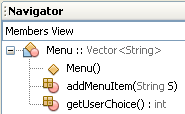 Navigator
Members View
Menu :: Vector<String>
Menu()
addMenuItem(String S)
getUserChoice() : int